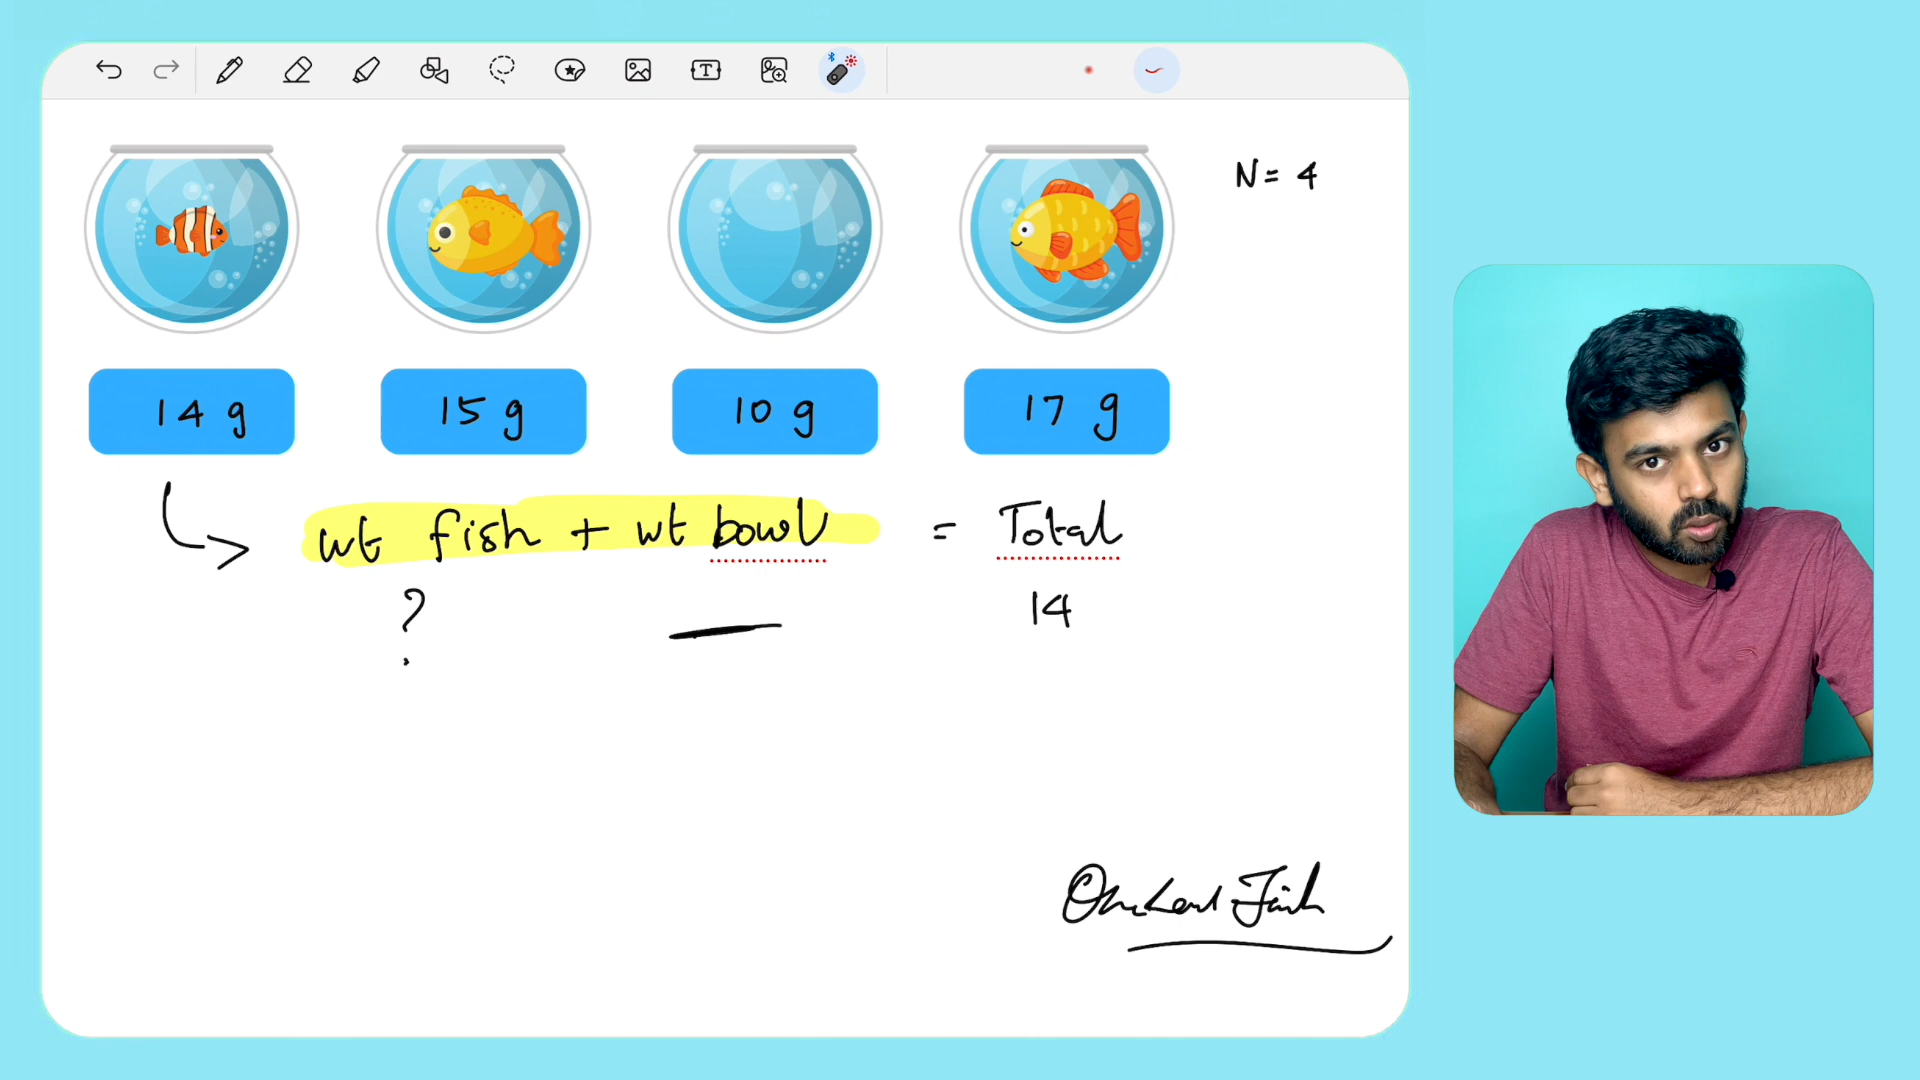 N = 4
14 g
15 g
10 g
17 g
wt fish + wt bowl = Total
?
14